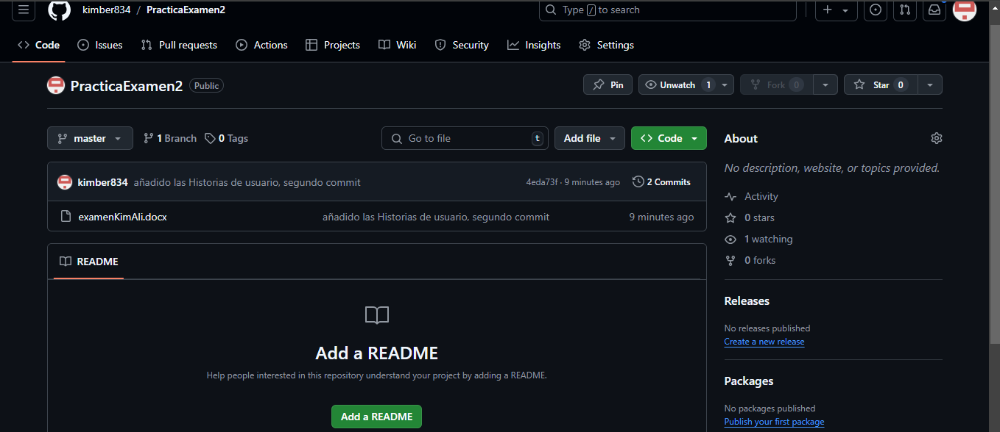 kimber834 / PracticaExamen2
Type / to search
Code Issues Pull requests Actions Projects Wiki Security Insights Settings
PracticaExamen2 Public
Pin Unwatch 1 Fork 0 Star 0
master 1 Branch 0 Tags
Go to file t Add file Code
kimber834 añadido las Historias de usuario, segundo commit 4eda73f · 9 minutes ago 2 Commits
examenKimAli.docx añadido las Historias de usuario, segundo commit 9 minutes ago
README
Add a README
Help people interested in this repository understand your project by adding a README.
Add a README
About
No description, website, or topics provided.
Activity
0 stars
1 watching
0 forks
Releases
No releases published
Create a new release
Packages
No packages published
Publish your first package